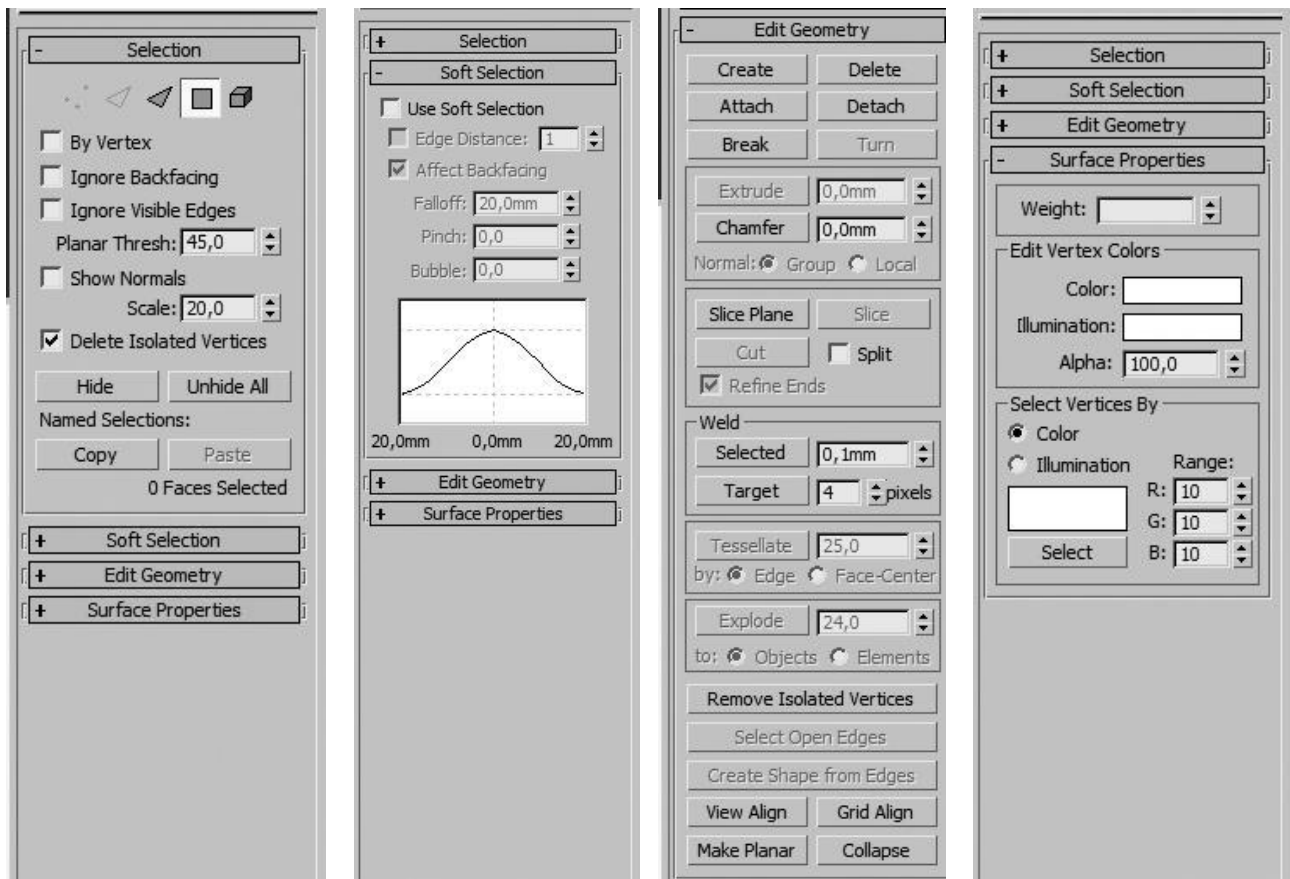 - Selection
By Vertex
Ignore Backfacing
Ignore Visible Edges
Planar Thresh: 45,0
Show Normals
Scale: 20,0
Delete Isolated Vertices
Hide Unhide All
Named Selections:
Copy Paste
0 Faces Selected
+ Soft Selection
+ Edit Geometry
+ Surface Properties
+ Selection
- Soft Selection
Use Soft Selection
Edge Distance: 1
Affect Backfacing
Falloff: 20,0mm
Pinch: 0,0
Bubble: 0,0
20,0mm 0,0mm 20,0mm
+ Edit Geometry
+ Surface Properties
- Edit Geometry
Create Delete
Attach Detach
Break Turn
Extrude 0,0mm
Chamfer 0,0mm
Normal: Group Local
Slice Plane Slice
Cut Split
Refine Ends
Weld
Selected 0,1mm
Target 4 pixels
Tessellate 25,0
by: Edge Face-Center
Explode 24,0
to: Objects Elements
Remove Isolated Vertices
Select Open Edges
Create Shape from Edges
View Align Grid Align
Make Planar Collapse
+ Selection
+ Soft Selection
+ Edit Geometry
- Surface Properties
Weight:
Edit Vertex Colors
Color:
Illumination:
Alpha: 100,0
Select Vertices By
Color
Illumination Range:
R: 10
G: 10
Select B: 10